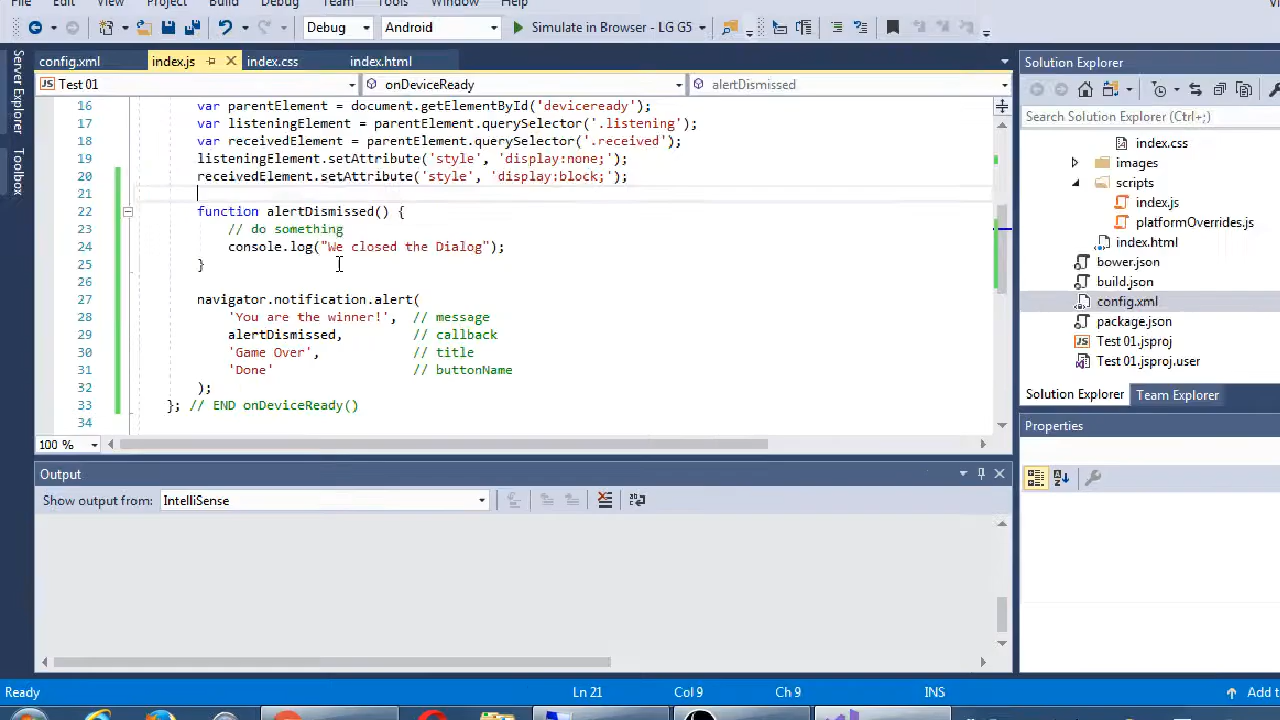 File Edit View Project Build Debug Team Tools Window Help
Debug Android Simulate in Browser - LG G5
config.xml index.js index.css index.html
Test 01 onDeviceReady alertDismissed
16 var parentElement = document.getElementById('deviceready');
17 var listeningElement = parentElement.querySelector('.listening');
18 var receivedElement = parentElement.querySelector('.received');
19 listeningElement.setAttribute('style', 'display:none;');
20 receivedElement.setAttribute('style', 'display:block;');
21
22 function alertDismissed() {
23 // do something
24 console.log("We closed the Dialog");
25 }
26
27 navigator.notification.alert(
28 'You are the winner!', // message
29 alertDismissed, // callback
30 'Game Over', // title
31 'Done' // buttonName
32 );
33 }; // END onDeviceReady()
34
100 %
Server Explorer
Toolbox
Output
Show output from: IntelliSense
Solution Explorer
Search Solution Explorer (Ctrl+;)
index.css
images
scripts
index.js
platformOverrides.js
index.html
bower.json
build.json
config.xml
package.json
Test 01.jsproj
Test 01.jsproj.user
Solution Explorer Team Explorer
Properties
Ready Ln 21 Col 9 Ch 9 INS Add to